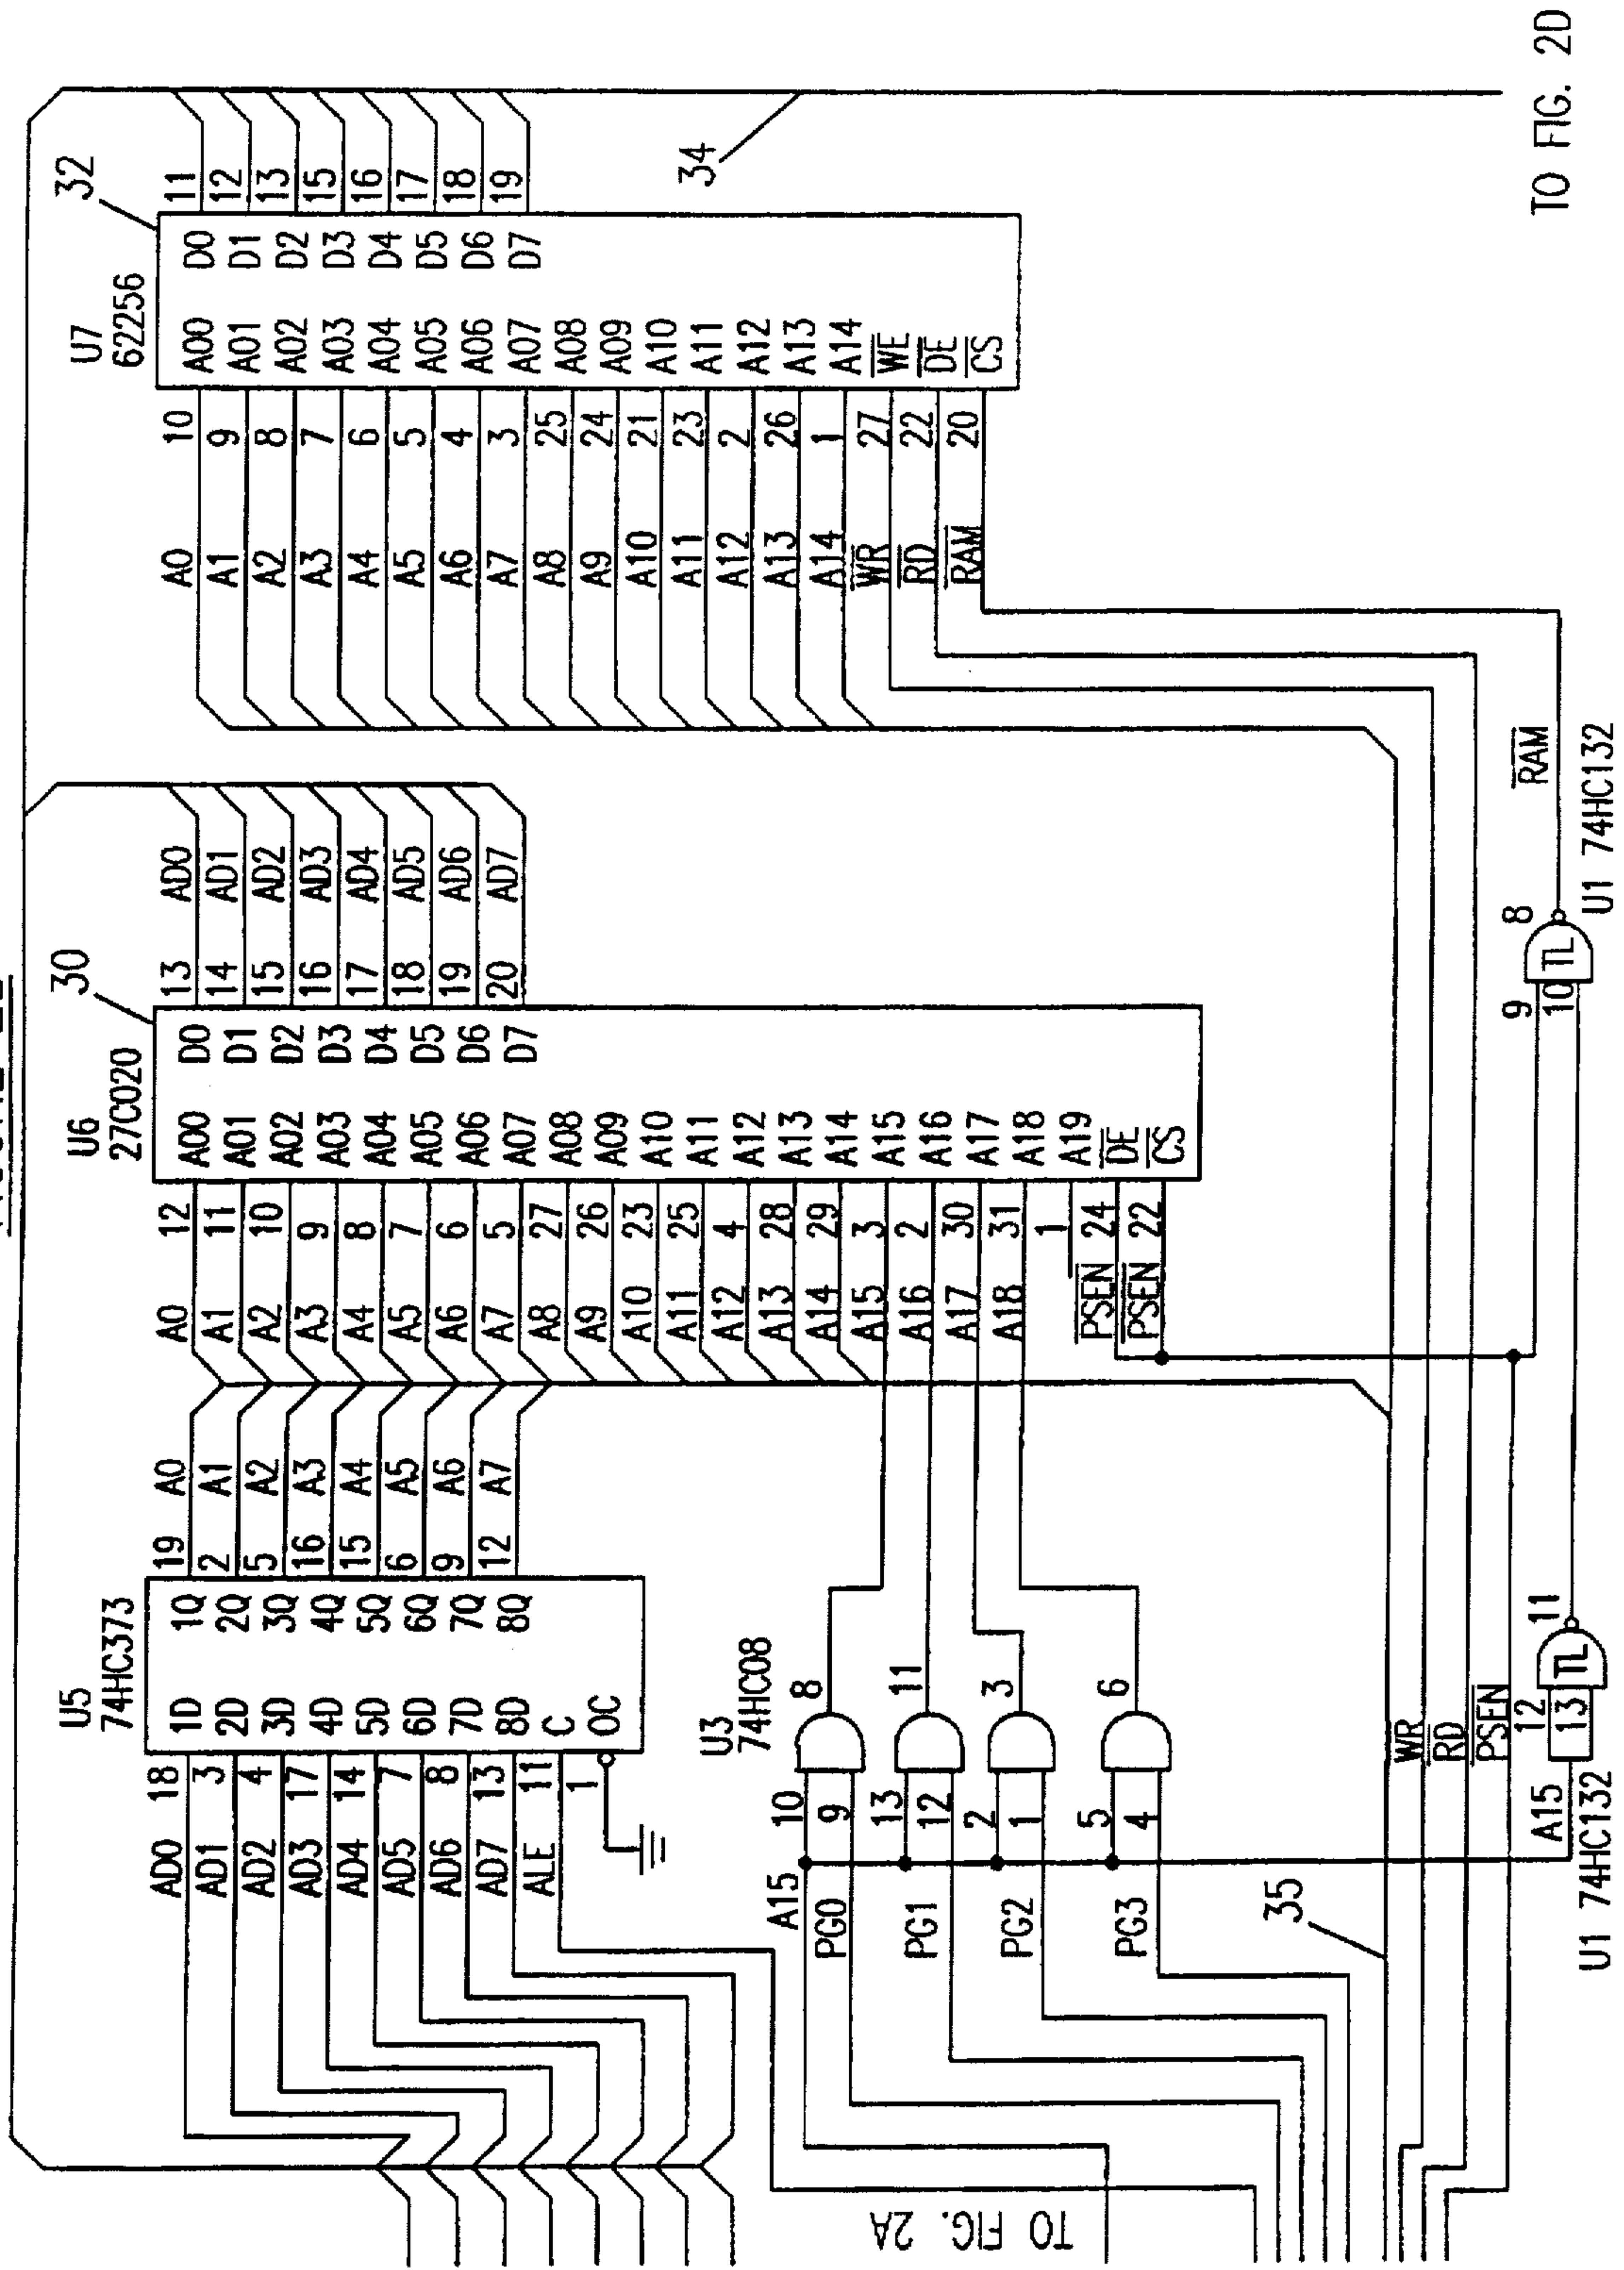 U5
74HC373
AD0 18 1D 1Q 19 A0
AD1 3 2D 2Q 2 A1
AD2 4 3D 3Q 5 A2
AD3 17 4D 4Q 16 A3
AD4 14 5D 5Q 15 A4
AD5 7 6D 6Q 6 A5
AD6 8 7D 7Q 9 A6
AD7 13 8D 8Q 12 A7
ALE 11 C
1 OC
U6
27C020
30
A0 12 A00 D0 13 AD0
A1 11 A01 D1 14 AD1
A2 10 A02 D2 15 AD2
A3 9 A03 D3 16 AD3
A4 8 A04 D4 17 AD4
A5 7 A05 D5 18 AD5
A6 6 A06 D6 19 AD6
A7 5 A07 D7 20 AD7
A8 27 A08
A9 26 A09
A10 23 A10
A11 25 A11
A12 4 A12
A13 28 A13
A14 29 A14
A15 3 A15
A16 2 A16
A17 30 A17
A18 31 A18
1 A19
PSEN 24 DE
PSEN 22 CS
U7
62256
32
A0 10 A00 D0 11
A1 9 A01 D1 12
A2 8 A02 D2 13
A3 7 A03 D3 15
A4 6 A04 D4 16
A5 5 A05 D5 17
A6 4 A06 D6 18
A7 3 A07 D7 19
A8 25 A08
A9 24 A09
A10 21 A10
A11 23 A11
A12 2 A12
A13 26 A13
A14 1 A14
WR 27 WE
RD 22 DE
RAM 20 CS
34
U3
74HC08
A15 10 8
PG0 9
13 11
PG1 12
2 3
PG2 1
5 6
PG3 4
35
WR
RD
PSEN
A15 12 13 11
U1 74HC132
9 10 8
RAM
U1 74HC132
TO FIG. 2A
TO FIG. 2D